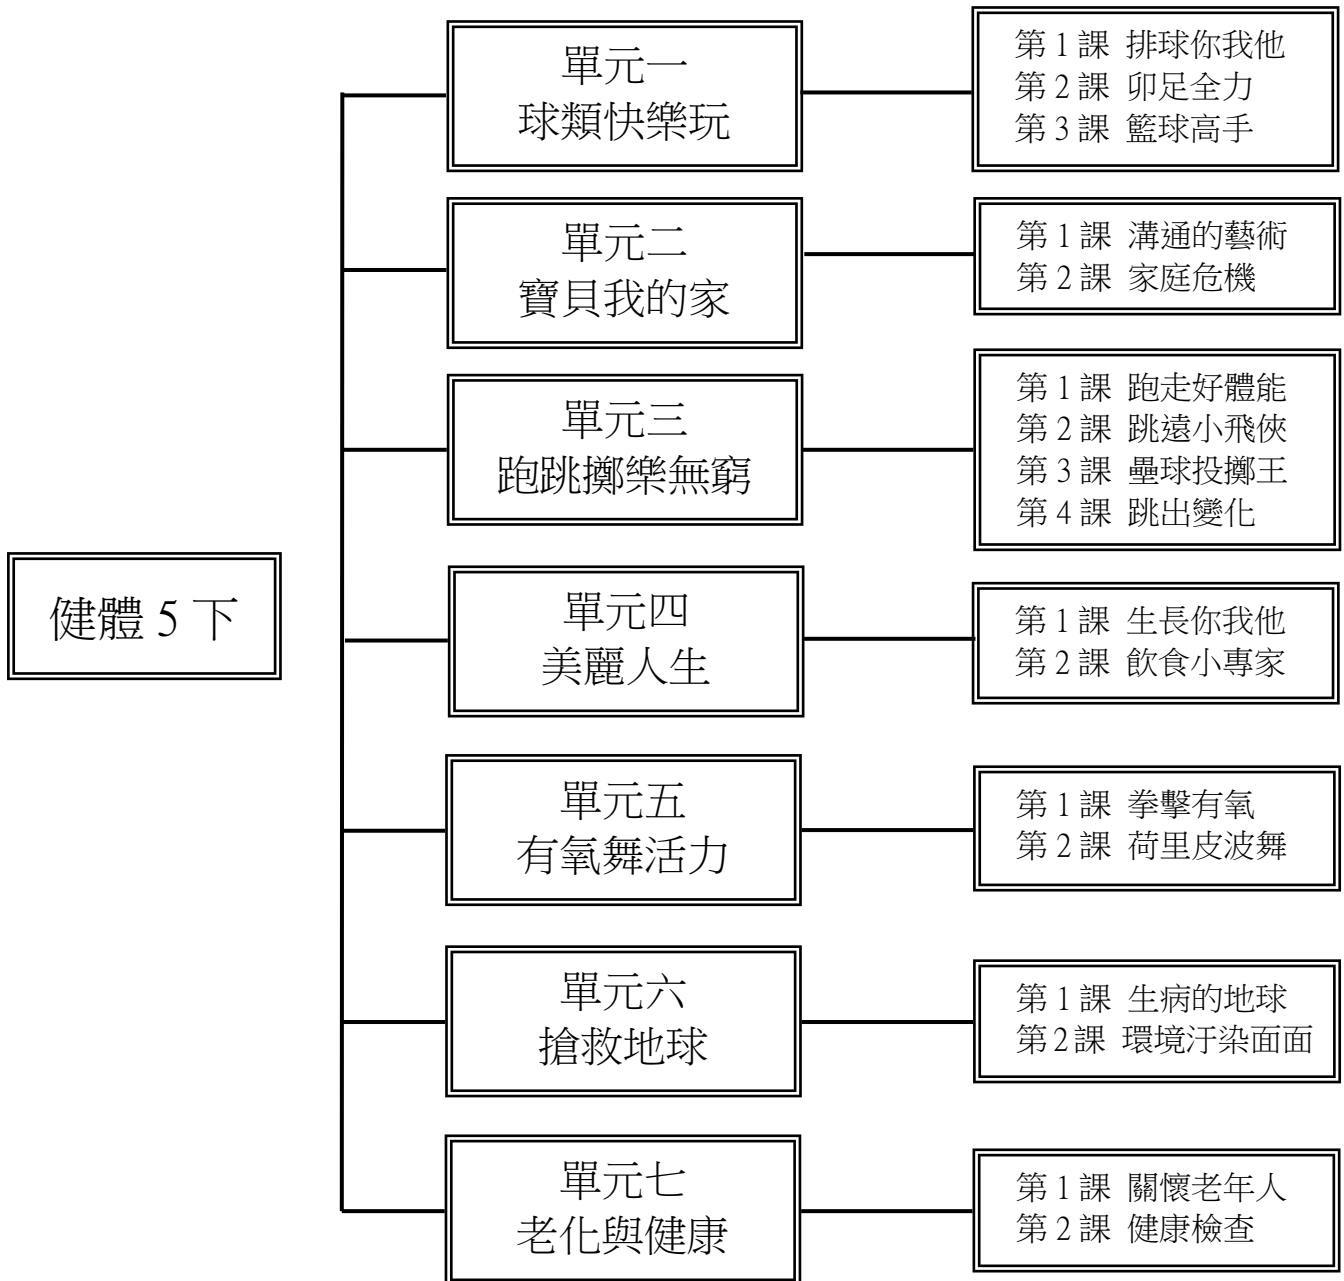 健體 5 下
單元一
球類快樂玩
第 1 課 排球你我他
第 2 課 卯足全力
第 3 課 籃球高手
單元二
寶貝我的家
第 1 課 溝通的藝術
第 2 課 家庭危機
單元三
跑跳擲樂無窮
第 1 課 跑走好體能
第 2 課 跳遠小飛俠
第 3 課 壘球投擲王
第 4 課 跳出變化
單元四
美麗人生
第 1 課 生長你我他
第 2 課 飲食小專家
單元五
有氧舞活力
第 1 課 拳擊有氧
第 2 課 荷里皮波舞
單元六
搶救地球
第 1 課 生病的地球
第 2 課 環境汙染面面
單元七
老化與健康
第 1 課 關懷老年人
第 2 課 健康檢查